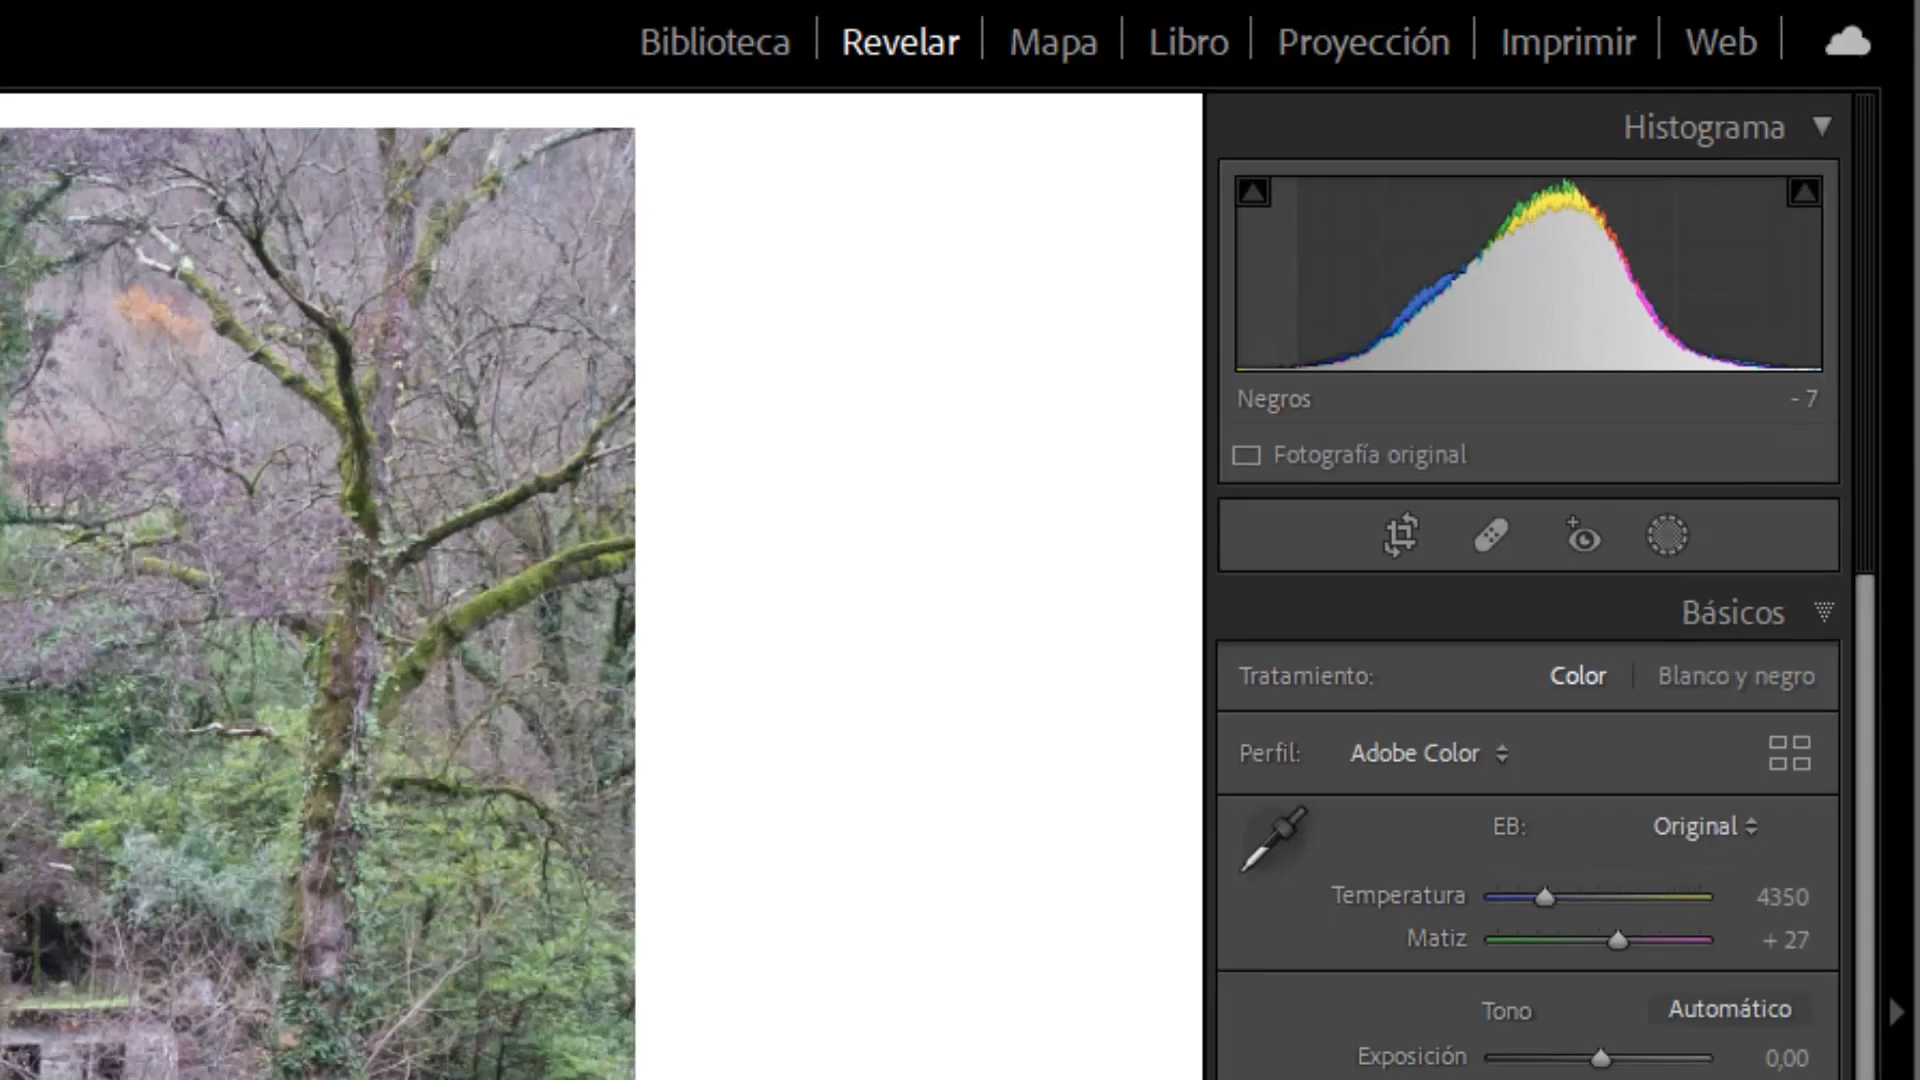 Biblioteca | Revelar | Mapa | Libro | Proyección | Imprimir | Web |
Histograma
Negros - 7
Fotografía original
Básicos
Tratamiento: Color | Blanco y negro
Perfil: Adobe Color
EB: Original
Temperatura 4350
Matiz + 27
Tono Automático
Exposición 0,00